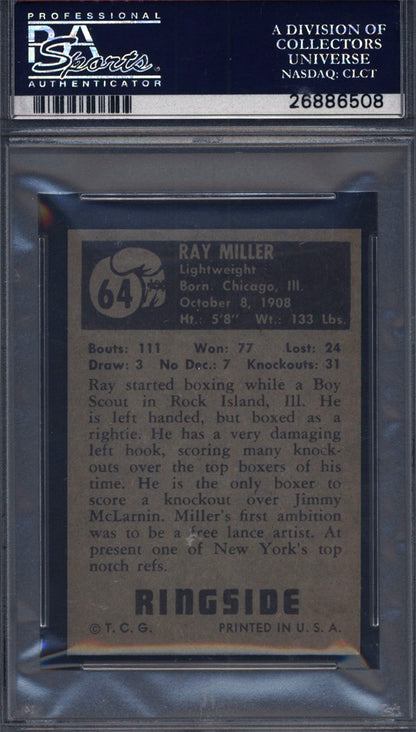 PROFESSIONAL
PSA
Sports
AUTHENTICATOR
A DIVISION OF
COLLECTORS
UNIVERSE
NASDAQ: CLCT
26886508
64
RAY MILLER
Lightweight
Born. Chicago, Ill.
October 8, 1908
Ht.: 5'8" Wt.: 133 Lbs.
Bouts: 111 Won: 77 Lost: 24
Draw: 3 No Dec.: 7 Knockouts: 31
Ray started boxing while a Boy
Scout in Rock Island, Ill. He
is left handed, but boxed as a
rightie. He has a very damaging
left hook, scoring many knock-
outs over the top boxers of his
time. He is the only boxer to
score a knockout over Jimmy
McLarnin. Miller's first ambition
was to be a free lance artist. At
present one of New York's top
notch refs.
RINGSIDE
© T. C. G. PRINTED IN U. S. A.